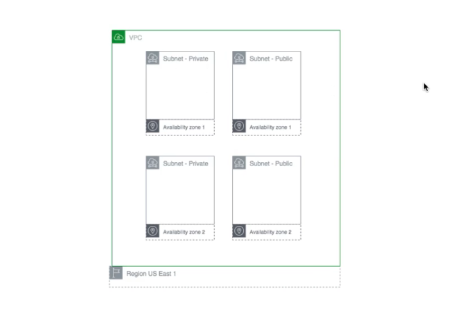 VPC
Subnet - Private
Subnet - Public
Availability zone 1
Availability zone 1
Subnet - Private
Subnet - Public
Availability zone 2
Availability zone 2
Region US East 1